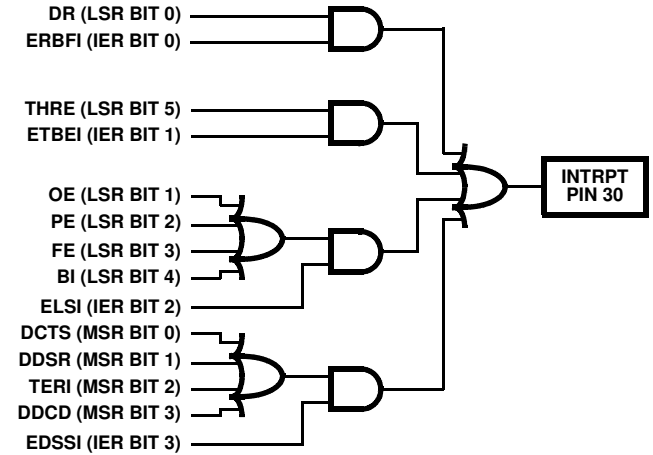 DR (LSR BIT 0)
ERBFI (IER BIT 0)
THRE (LSR BIT 5)
ETBEI (IER BIT 1)
OE (LSR BIT 1)
PE (LSR BIT 2)
FE (LSR BIT 3)
BI (LSR BIT 4)
ELSI (IER BIT 2)
DCTS (MSR BIT 0)
DDSR (MSR BIT 1)
TERI (MSR BIT 2)
DDCD (MSR BIT 3)
EDSSI (IER BIT 3)
INTRPT
PIN 30